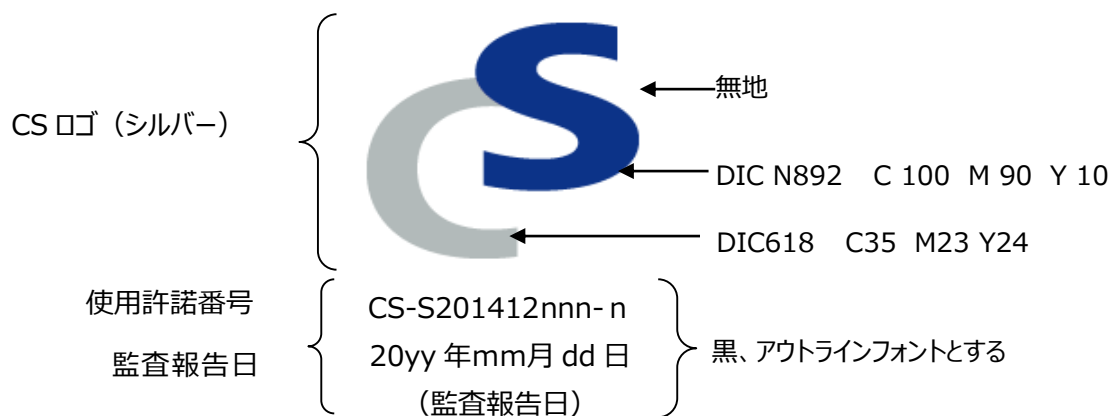 CS
無地
CS ロゴ（シルバー）
DIC N892 C 100 M 90 Y 10
DIC618 C35 M23 Y24
使用許諾番号
CS-S201412nnn- n
監査報告日
20yy 年mm月 dd 日
（監査報告日）
黒、アウトラインフォントとする